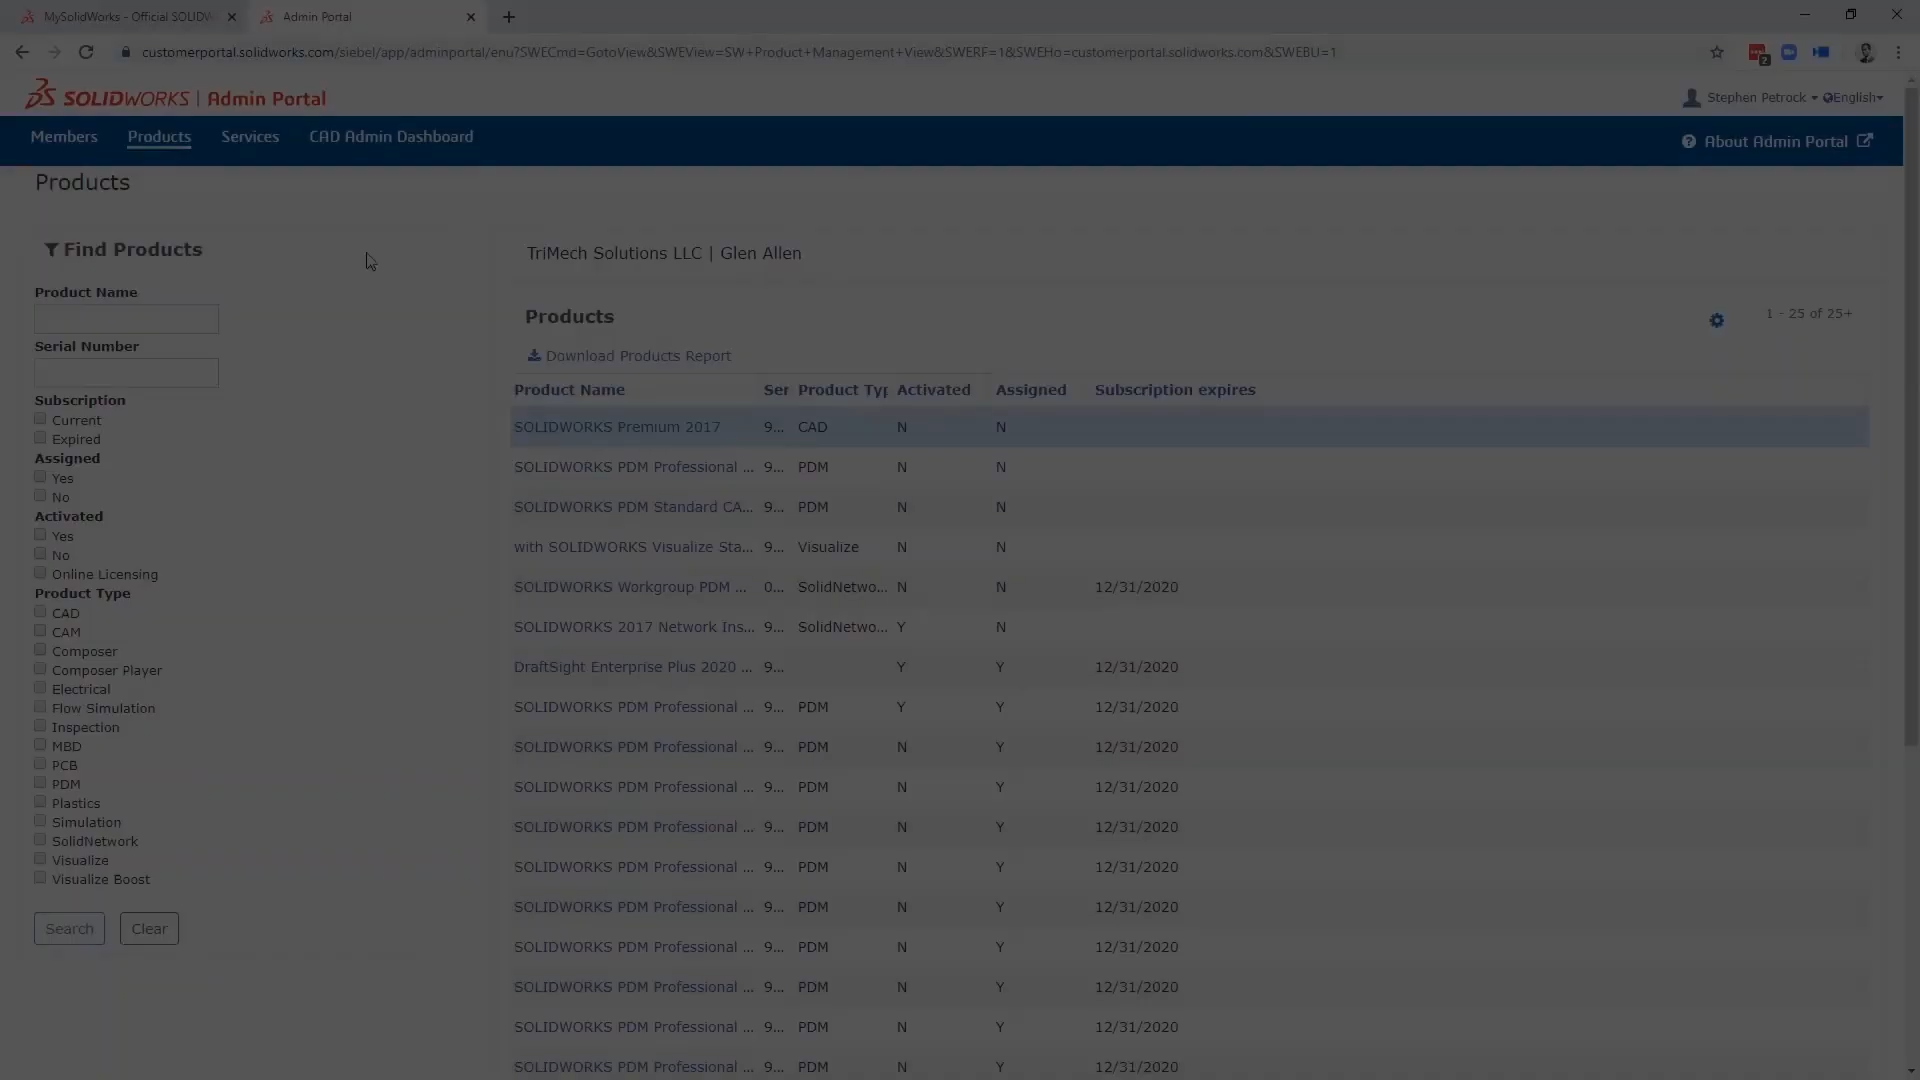 MySolidWorks - Official SOLIDW
Admin Portal
customerportal.solidworks.com/siebel/app/adminportal/enu?SWECmd=GotoView&SWEView=SW+Product+Management+View&SWERF=1&SWEHo=customerportal.solidworks.com&SWEBU=1
2
SOLIDWORKS | Admin Portal
Stephen Petrock
English
Members
Products
Services
CAD Admin Dashboard
About Admin Portal
Products
Find Products
Product Name
Serial Number
Subscription
Current
Expired
Assigned
Yes
No
Activated
Yes
No
Online Licensing
Product Type
CAD
CAM
Composer
Composer Player
Electrical
Flow Simulation
Inspection
MBD
PCB
PDM
Plastics
Simulation
SolidNetwork
Visualize
Visualize Boost
Search
Clear
TriMech Solutions LLC | Glen Allen
Products
1 - 25 of 25+
Download Products Report
Product Name Ser Product Typ Activated Assigned Subscription expires
SOLIDWORKS Premium 2017 9... CAD N N
SOLIDWORKS PDM Professional ... 9... PDM N N
SOLIDWORKS PDM Standard CA... 9... PDM N N
with SOLIDWORKS Visualize Sta... 9... Visualize N N
SOLIDWORKS Workgroup PDM ... 0... SolidNetwo... N N 12/31/2020
SOLIDWORKS 2017 Network Ins... 9... SolidNetwo... Y N
DraftSight Enterprise Plus 2020 ... 9... Y Y 12/31/2020
SOLIDWORKS PDM Professional ... 9... PDM Y Y 12/31/2020
SOLIDWORKS PDM Professional ... 9... PDM N Y 12/31/2020
SOLIDWORKS PDM Professional ... 9... PDM N Y 12/31/2020
SOLIDWORKS PDM Professional ... 9... PDM N Y 12/31/2020
SOLIDWORKS PDM Professional ... 9... PDM N Y 12/31/2020
SOLIDWORKS PDM Professional ... 9... PDM N Y 12/31/2020
SOLIDWORKS PDM Professional ... 9... PDM N Y 12/31/2020
SOLIDWORKS PDM Professional ... 9... PDM N Y 12/31/2020
SOLIDWORKS PDM Professional ... 9... PDM N Y 12/31/2020
SOLIDWORKS PDM Professional ... 9... PDM N Y 12/31/2020